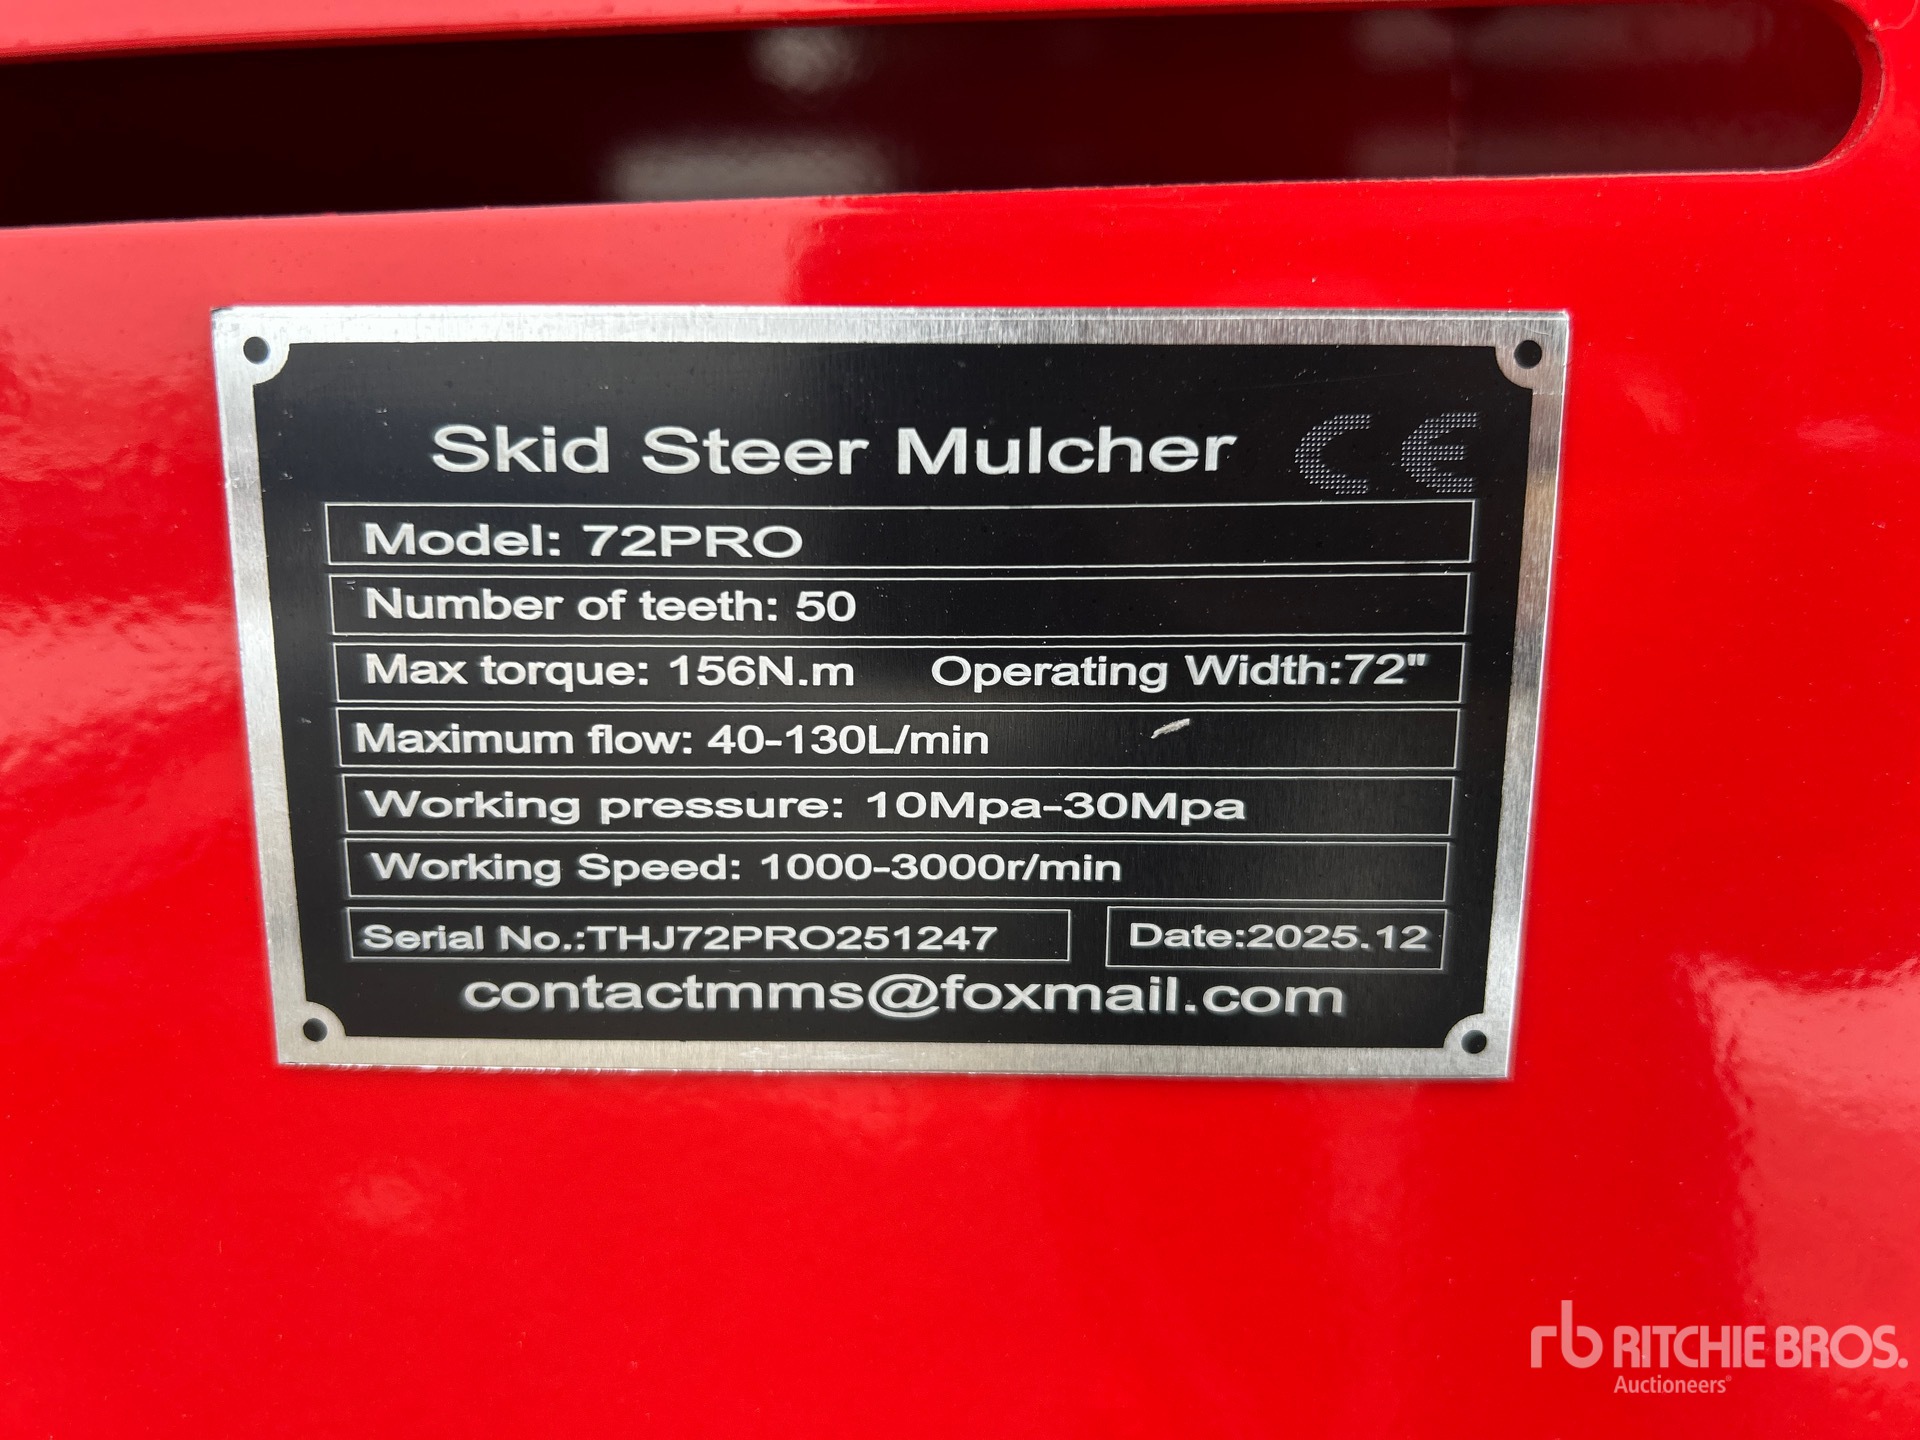 Skid Steer Mulcher CE
Model: 72PRO
Number of teeth: 50
Max torque: 156N.m Operating Width:72"
Maximum flow: 40-130L/min
Working pressure: 10Mpa-30Mpa
Working Speed: 1000-3000r/min
Serial No.:THJ72PRO251247 Date:2025.12
contactmms@foxmail.com
rb RITCHIE BROS.
Auctioneers